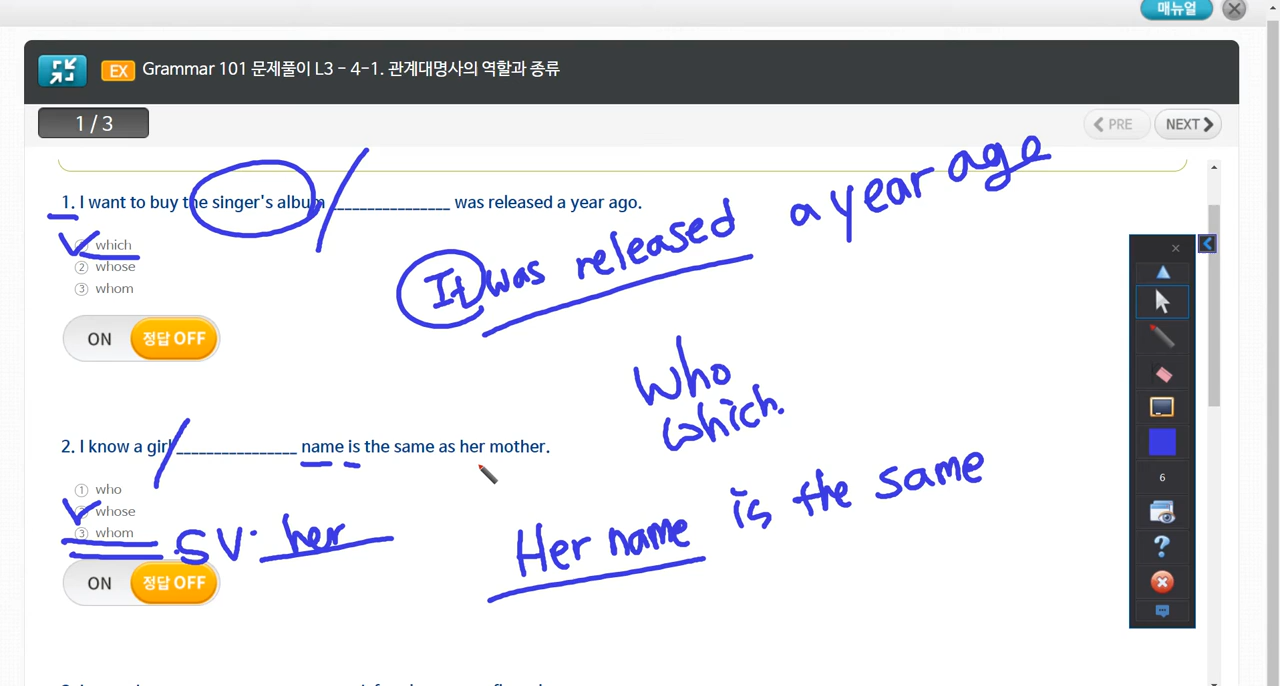 매뉴얼
EX Grammar 101 문제풀이 L3 - 4-1. 관계대명사의 역할과 종류
1 / 3
PRE NEXT
a year ago
1. I want to buy the singer's album ________________ was released a year ago.
① which
② whose
③ whom
It was released
ON 정답 OFF
who
which.
2. I know a girl ________________ name is the same as her mother.
① who
② whose
③ whom
S V. her
Her name is the same
ON 정답 OFF
6